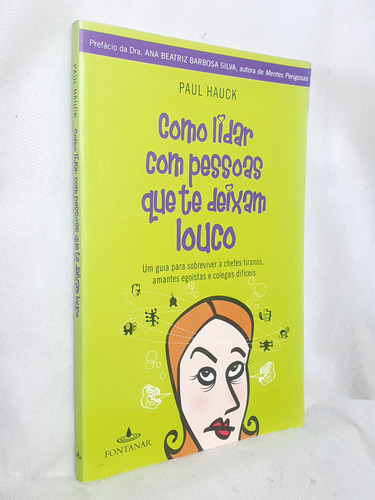 Prefácio da Dra. ANA BEATRIZ BARBOSA SILVA, autora de Mentes Perigosas
PAUL HAUCK
Como lidar
com pessoas
que te deixam
louco
Um guia para sobreviver a chefes tiranos,
amantes egoístas e colegas difíceis
FONTANAR
PAUL HAUCK
Como lidar com pessoas que te deixam louco